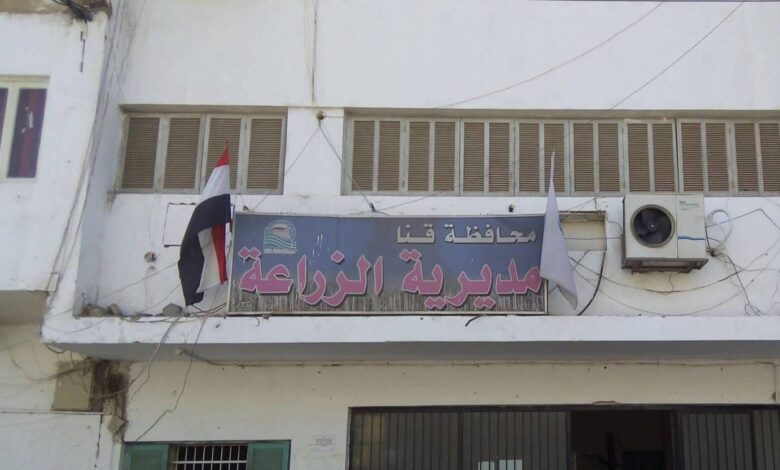 محافظة قنا
مديرية الزراعة